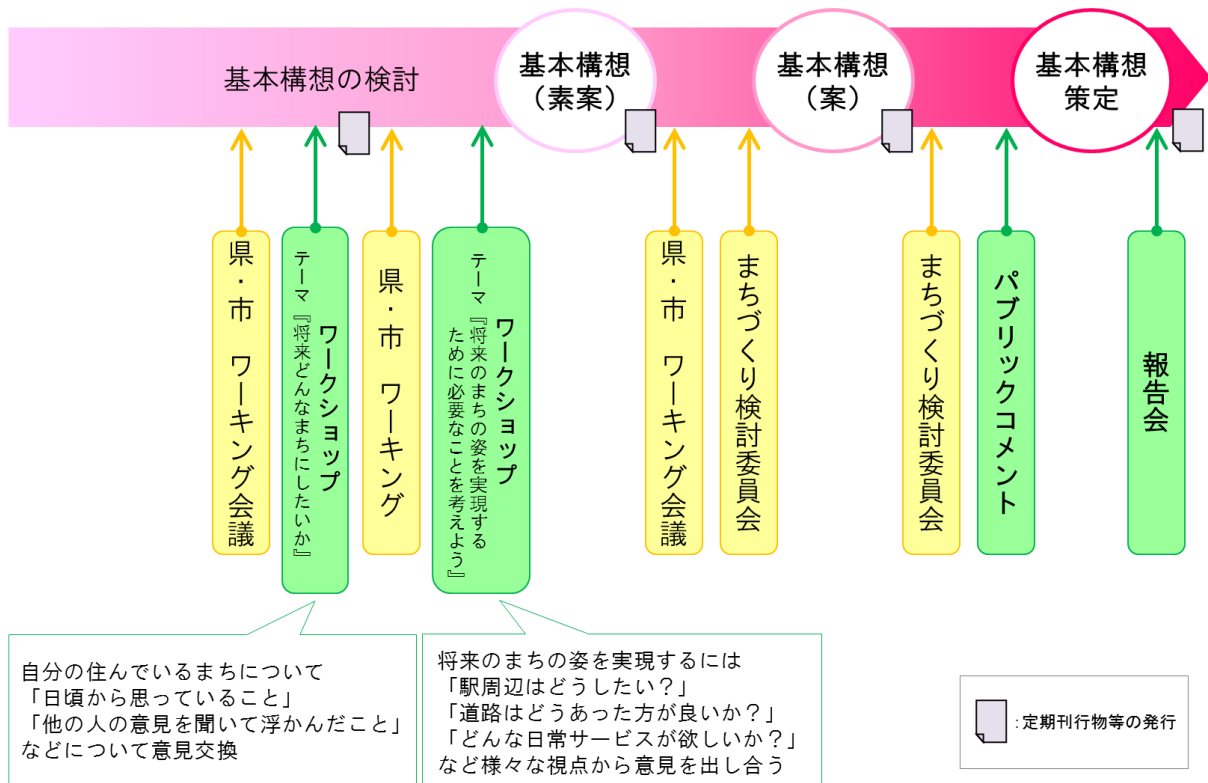 基本構想の検討
基本構想
（素案）
基本構想
（案）
基本構想
策定
県・市　ワーキング会議
ワークショップ
テーマ『将来どんなまちにしたいか』
県・市　ワーキング
ワークショップ
テーマ『将来のまちの姿を実現する
ために必要なことを考えよう』
県・市　ワーキング会議
まちづくり検討委員会
まちづくり検討委員会
パブリックコメント
報告会
自分の住んでいるまちについて
「日頃から思っていること」
「他の人の意見を聞いて浮かんだこと」
などについて意見交換
将来のまちの姿を実現するには
「駅周辺はどうしたい？」
「道路はどうあった方が良いか？」
「どんな日常サービスが欲しいか？」
など様々な視点から意見を出し合う
：定期刊行物等の発行